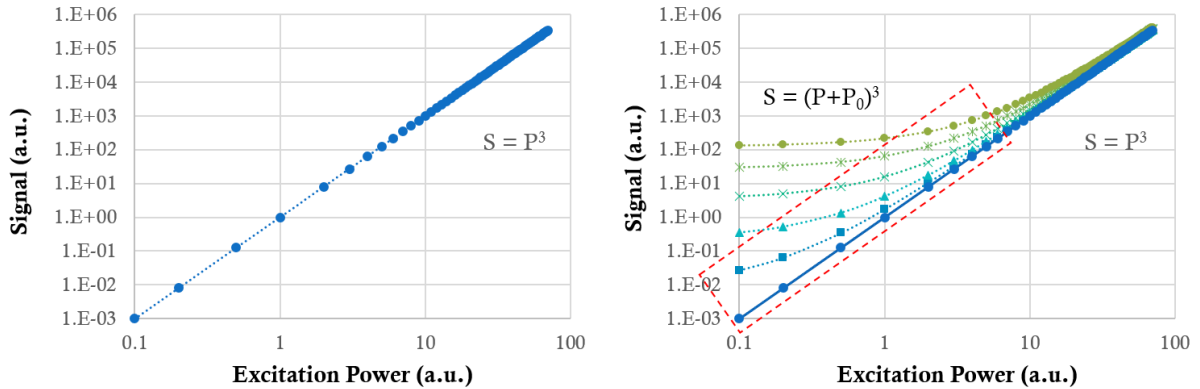 1.E+06
1.E+05
1.E+04
1.E+03
1.E+02
1.E+01
1.E+00
1.E-01
1.E-02
1.E-03
Signal (a.u.)
S = P³
0.1
1
10
100
Excitation Power (a.u.)
1.E+06
1.E+05
1.E+04
1.E+03
1.E+02
1.E+01
1.E+00
1.E-01
1.E-02
1.E-03
Signal (a.u.)
S = (P+P₀)³
S = P³
0.1
1
10
100
Excitation Power (a.u.)